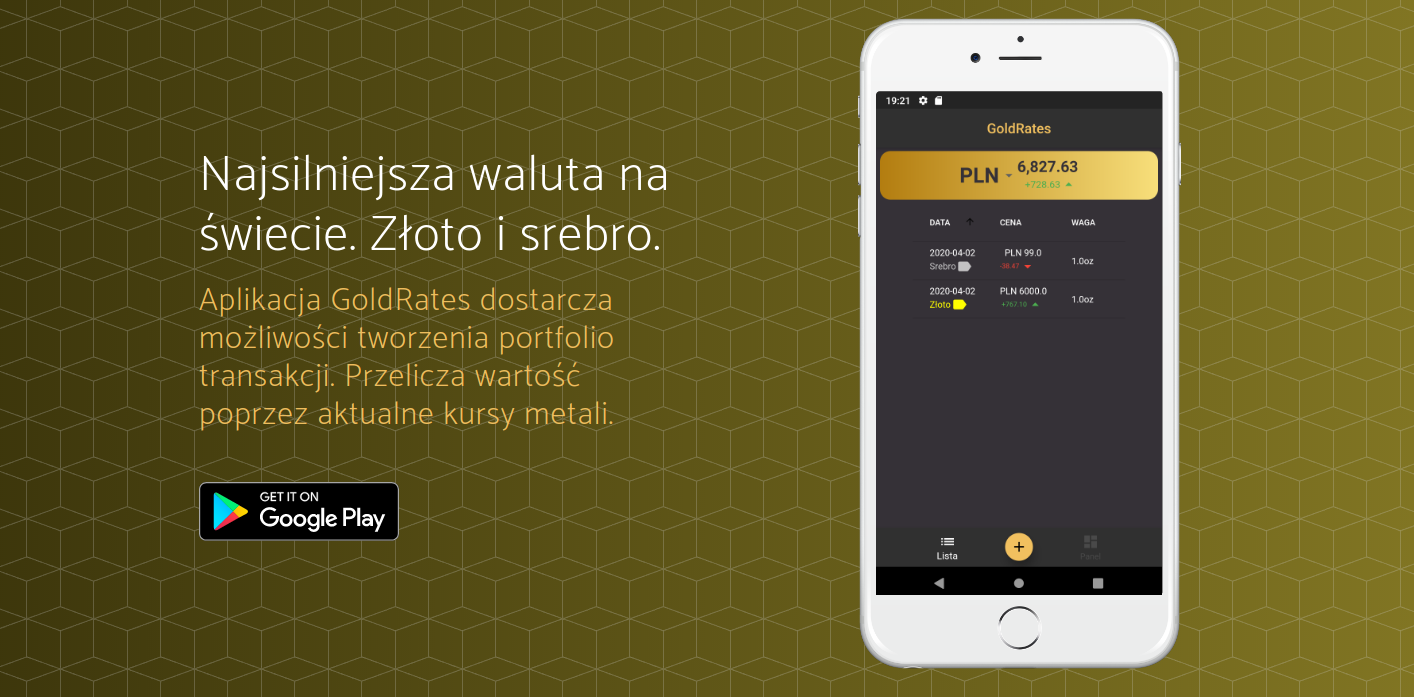 Najsilniejsza waluta na
świecie. Złoto i srebro.
Aplikacja GoldRates dostarcza
możliwości tworzenia portfolio
transakcji. Przelicza wartość
poprzez aktualne kursy metali.
GET IT ON
Google Play
19:21
GoldRates
PLN 6,827.63
+728.63
DATA CENA WAGA
2020-04-02 PLN 99.0 1.0oz
Srebro -38.47
2020-04-02 PLN 6000.0 1.0oz
Złoto +767.10
Lista Panel